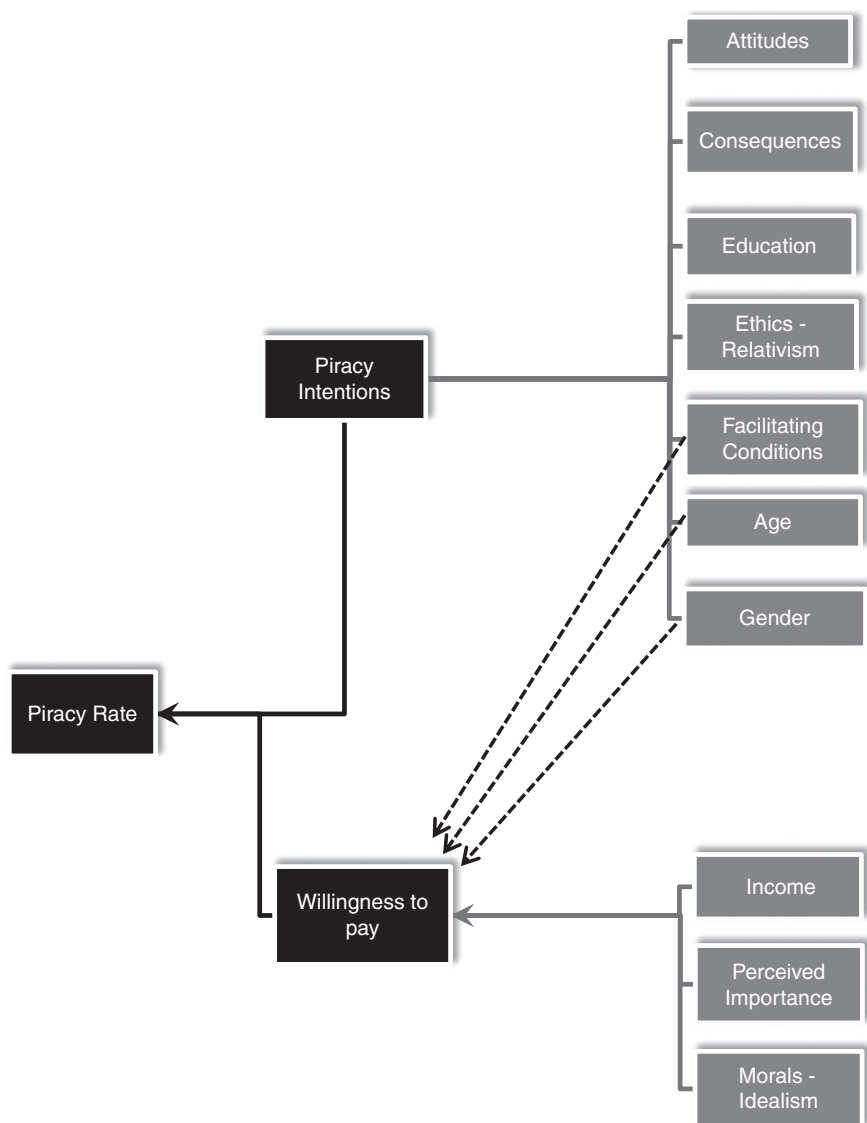 Attitudes
Consequences
Education
Ethics -
Relativism
Piracy
Intentions
Facilitating
Conditions
Age
Gender
Piracy Rate
Willingness to
pay
Income
Perceived
Importance
Morals -
Idealism